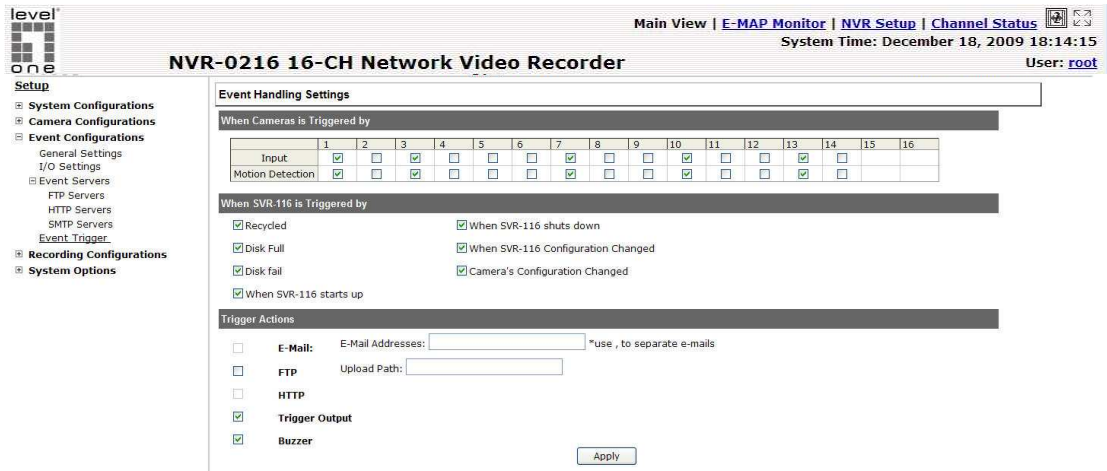 level
one
Main View | E-MAP Monitor | NVR Setup | Channel Status
System Time: December 18, 2009 18:14:15
NVR-0216 16-CH Network Video Recorder
User: root
Setup
System Configurations
Camera Configurations
Event Configurations
General Settings
I/O Settings
Event Servers
FTP Servers
HTTP Servers
SMTP Servers
Event Trigger
Recording Configurations
System Options
Event Handling Settings
When Cameras is Triggered by
1 2 3 4 5 6 7 8 9 10 11 12 13 14 15 16
Input
Motion Detection
When SVR-116 is Triggered by
Recycled
When SVR-116 shuts down
Disk Full
When SVR-116 Configuration Changed
Disk fail
Camera's Configuration Changed
When SVR-116 starts up
Trigger Actions
E-Mail: E-Mail Addresses: *use , to separate e-mails
FTP Upload Path:
HTTP
Trigger Output
Buzzer
Apply